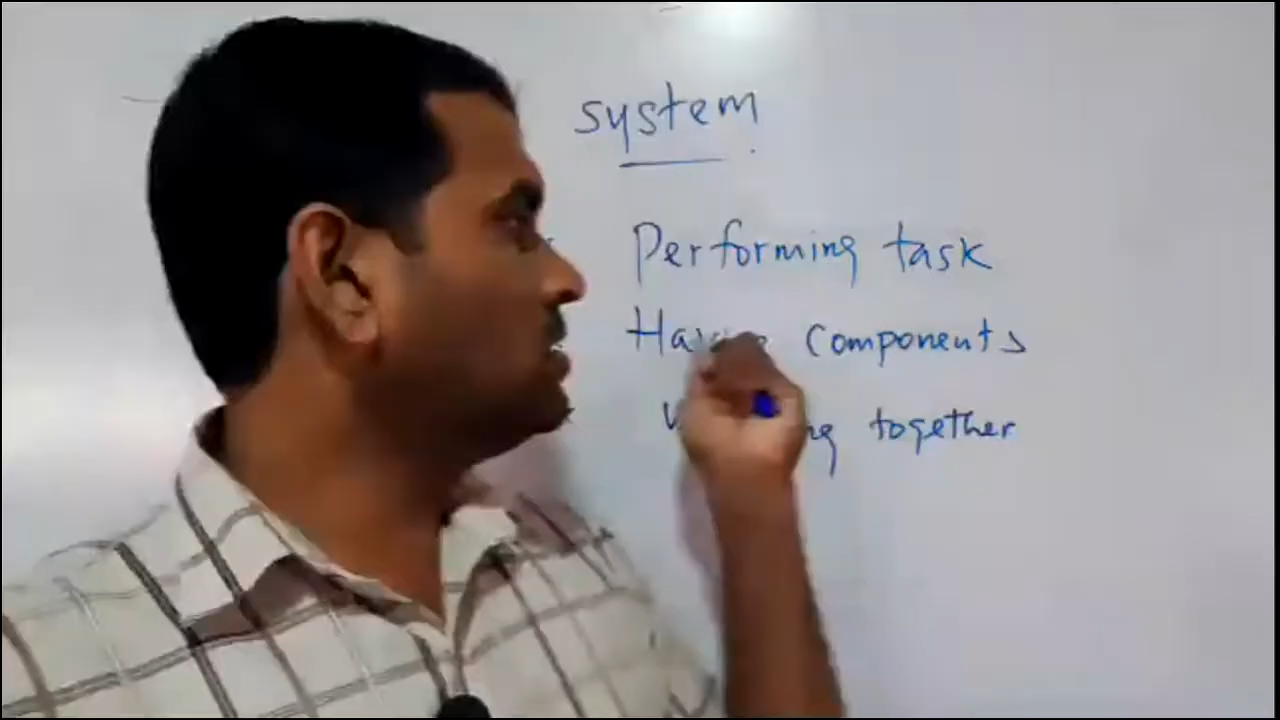 system
Performing task
components
together